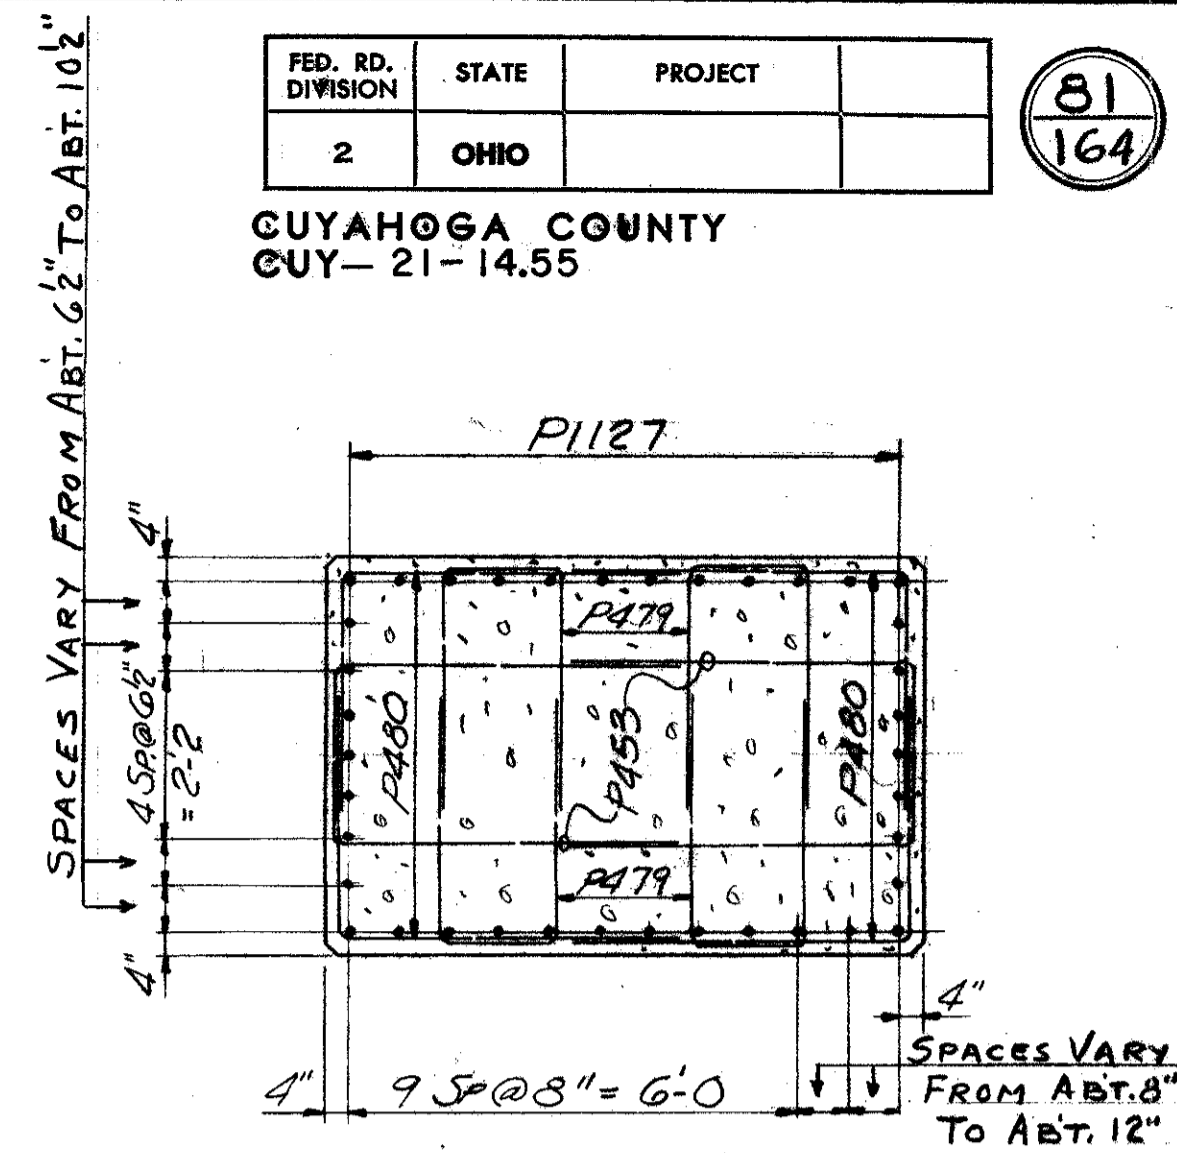 FED. RD.
DIVISION
STATE
PROJECT
2
OHIO
81
164
CUYAHOGA COUNTY
CUY— 21-14.55
SPACES VARY FROM ABT. 6½" TO ABT. 10½"
P1127
4"
4 SP.@6½"
= 2'-2
4"
P479
P480
P453
P480
P479
4"
4"
9 SP@8"= 6'-0
SPACES VARY
FROM ABT. 8"
TO ABT. 12"